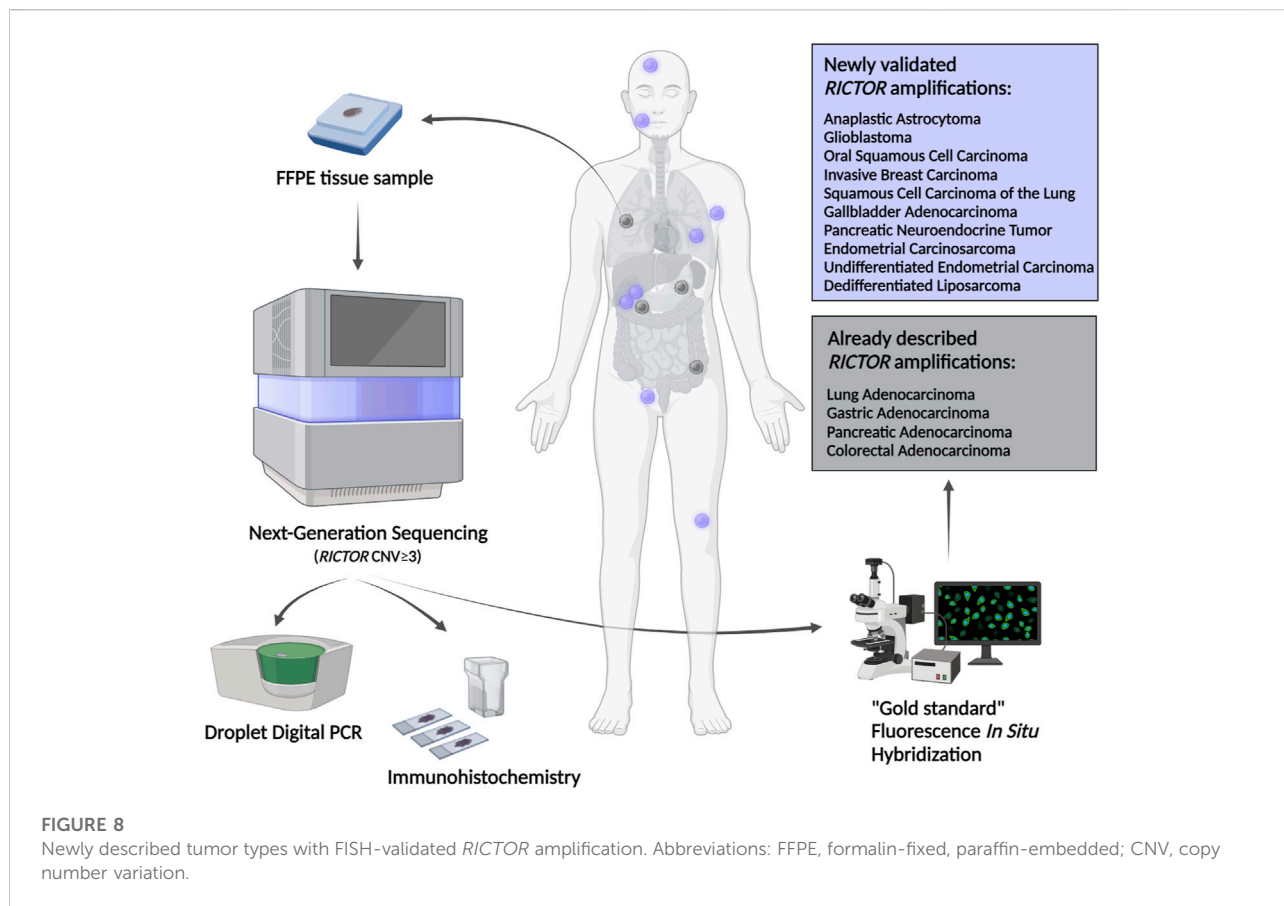 FFPE tissue sample
Next-Generation Sequencing
(RICTOR CNV≥3)
Droplet Digital PCR
Immunohistochemistry
Newly validated
RICTOR amplifications:
Anaplastic Astrocytoma
Glioblastoma
Oral Squamous Cell Carcinoma
Invasive Breast Carcinoma
Squamous Cell Carcinoma of the Lung
Gallbladder Adenocarcinoma
Pancreatic Neuroendocrine Tumor
Endometrial Carcinosarcoma
Undifferentiated Endometrial Carcinoma
Dedifferentiated Liposarcoma
Already described
RICTOR amplifications:
Lung Adenocarcinoma
Gastric Adenocarcinoma
Pancreatic Adenocarcinoma
Colorectal Adenocarcinoma
"Gold standard"
Fluorescence In Situ
Hybridization
FIGURE 8
Newly described tumor types with FISH-validated RICTOR amplification. Abbreviations: FFPE, formalin-fixed, paraffin-embedded; CNV, copy
number variation.